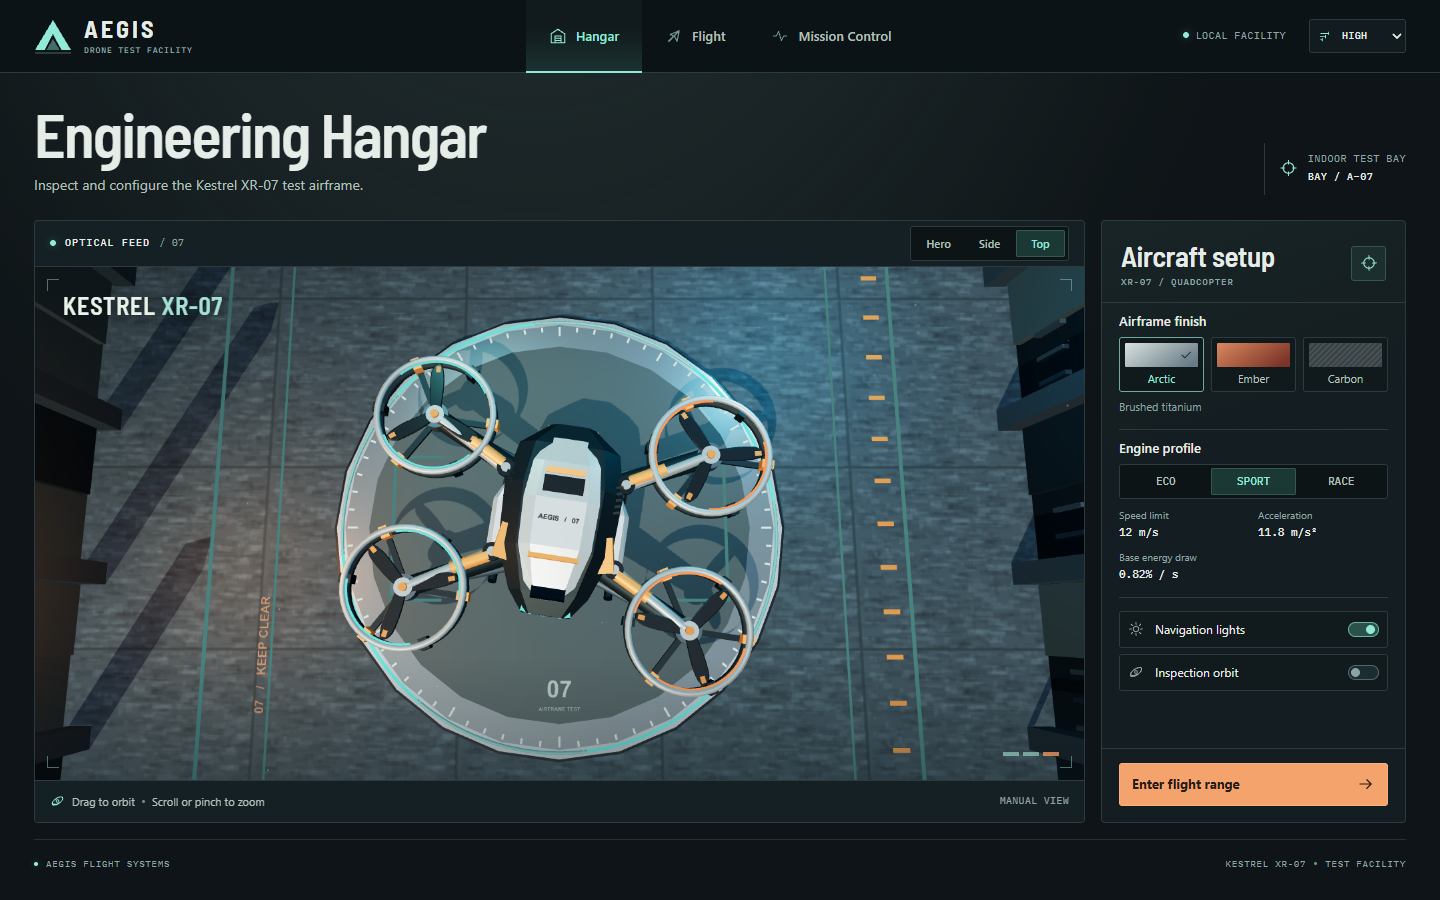 AEGIS
DRONE TEST FACILITY
Hangar
Flight
Mission Control
LOCAL FACILITY
HIGH
Engineering Hangar
Inspect and configure the Kestrel XR-07 test airframe.
INDOOR TEST BAY
BAY / A-07
OPTICAL FEED / 07
Hero
Side
Top
KESTREL XR-07
AEGIS / 07
07 / KEEP CLEAR
07
AIRFRAME TEST
Drag to orbit • Scroll or pinch to zoom
MANUAL VIEW
Aircraft setup
XR-07 / QUADCOPTER
Airframe finish
Arctic
Ember
Carbon
Brushed titanium
Engine profile
ECO
SPORT
RACE
Speed limit
12 m/s
Acceleration
11.8 m/s²
Base energy draw
0.82% / s
Navigation lights
Inspection orbit
Enter flight range
AEGIS FLIGHT SYSTEMS
KESTREL XR-07 • TEST FACILITY